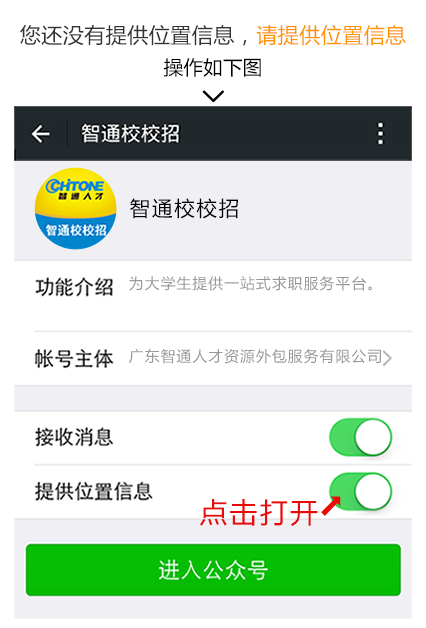 您还没有提供位置信息，请提供位置信息
操作如下图
智通校校招
CHITONE
智通人才
智通校校招
智通校校招
功能介绍 为大学生提供一站式求职服务平台。
帐号主体 广东智通人才资源外包服务有限公司
接收消息
提供位置信息
点击打开
进入公众号